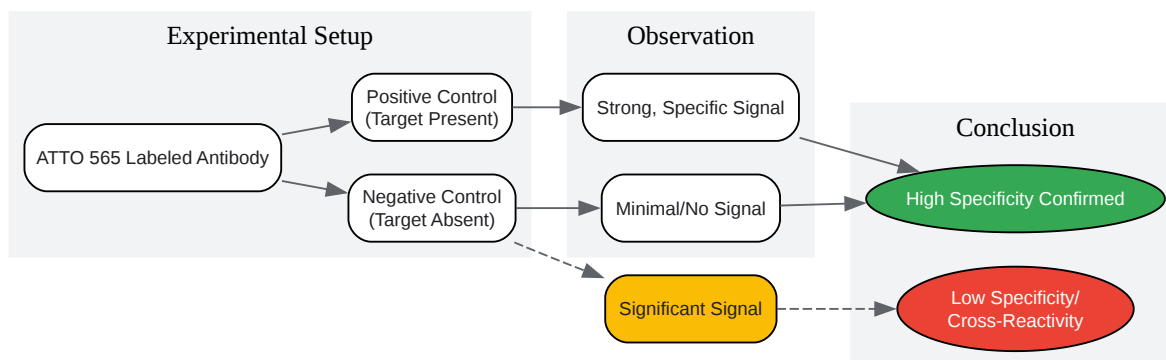 Experimental Setup
Observation
Conclusion
ATTO 565 Labeled Antibody
Positive Control
(Target Present)
Negative Control
(Target Absent)
Strong, Specific Signal
Minimal/No Signal
Significant Signal
High Specificity Confirmed
Low Specificity/
Cross-Reactivity